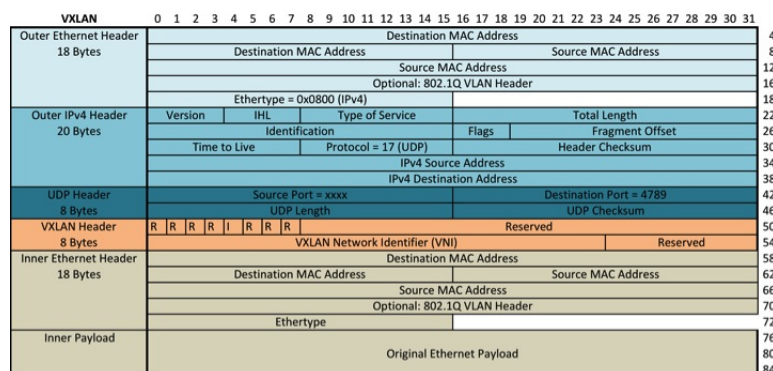 VXLAN 0 1 2 3 4 5 6 7 8 9 10 11 12 13 14 15 16 17 18 19 20 21 22 23 24 25 26 27 28 29 30 31
Outer Ethernet Header Destination MAC Address 4
18 Bytes Destination MAC Address Source MAC Address 8
Source MAC Address 12
Optional: 802.1Q VLAN Header 16
Ethertype = 0x0800 (IPv4) 18
Outer IPv4 Header Version IHL Type of Service Total Length 22
20 Bytes Identification Flags Fragment Offset 26
Time to Live Protocol = 17 (UDP) Header Checksum 30
IPv4 Source Address 34
IPv4 Destination Address 38
UDP Header Source Port = xxxx Destination Port = 4789 42
8 Bytes UDP Length UDP Checksum 46
VXLAN Header R R R R I R R R Reserved 50
8 Bytes VXLAN Network Identifier (VNI) Reserved 54
Inner Ethernet Header Destination MAC Address 58
18 Bytes Destination MAC Address Source MAC Address 62
Source MAC Address 66
Optional: 802.1Q VLAN Header 70
Ethertype 72
Inner Payload 76
Original Ethernet Payload 80
84